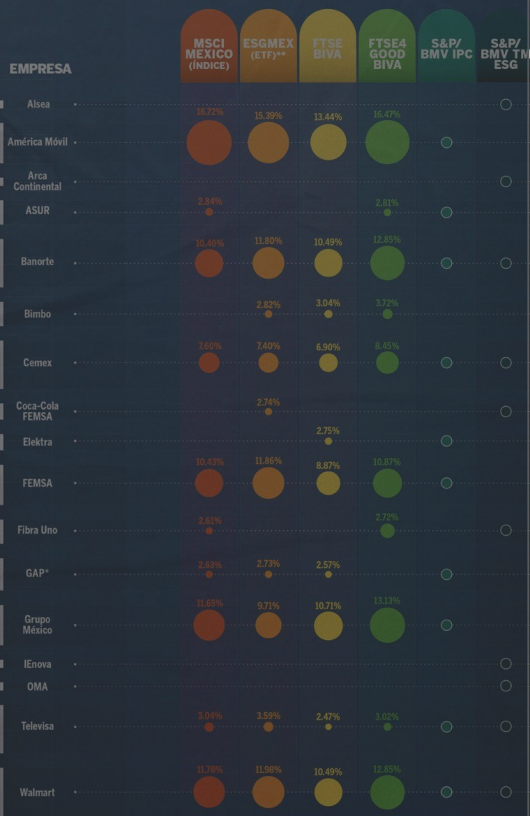 EMPRESA
MSCI
MEXICO
(ÍNDICE)
ESGMEX
(ETF)**
FTSE
BIVA
FTSE4
GOOD
BIVA
S&P/
BMV IPC
S&P/
BMV TM
ESG
Alsea
América Móvil 16.72% 15.39% 13.44% 16.47%
Arca
Continental
ASUR 2.84% 2.81%
Banorte 10.40% 11.80% 10.49% 12.85%
Bimbo 2.82% 3.04% 3.72%
Cemex 7.60% 7.40% 6.90% 8.45%
Coca-Cola
FEMSA 2.74%
Elektra 2.75%
FEMSA 10.43% 11.86% 8.87% 10.87%
Fibra Uno 2.61% 2.72%
GAP* 2.63% 2.73% 2.57%
Grupo
México 11.65% 9.71% 10.71% 13.13%
IEnova
OMA
Televisa 3.04% 3.59% 2.47% 3.02%
Walmart 11.76% 11.98% 10.49% 12.85%